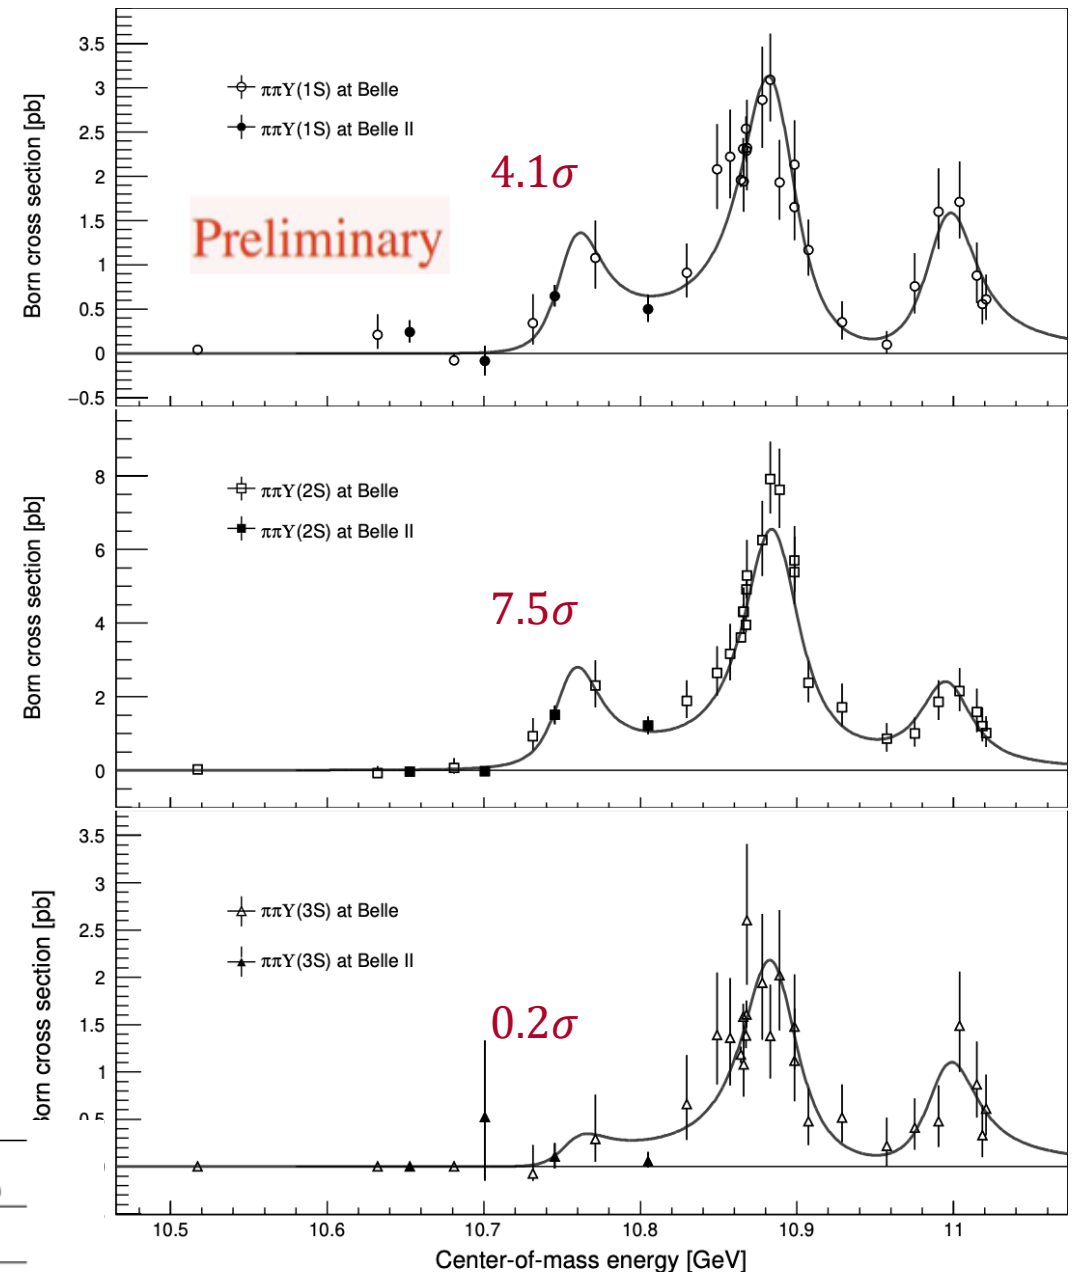 Born cross section [pb]
3.5
3
2.5
2
1.5
1
0.5
0
−0.5
ππΥ(1S) at Belle
ππΥ(1S) at Belle II
4.1σ
Preliminary
Born cross section [pb]
8
6
4
2
0
ππΥ(2S) at Belle
ππΥ(2S) at Belle II
7.5σ
Born cross section [pb]
3.5
3
2.5
2
1.5
1
0.5
ππΥ(3S) at Belle
ππΥ(3S) at Belle II
0.2σ
10.5 10.6 10.7 10.8 10.9 11
Center-of-mass energy [GeV]